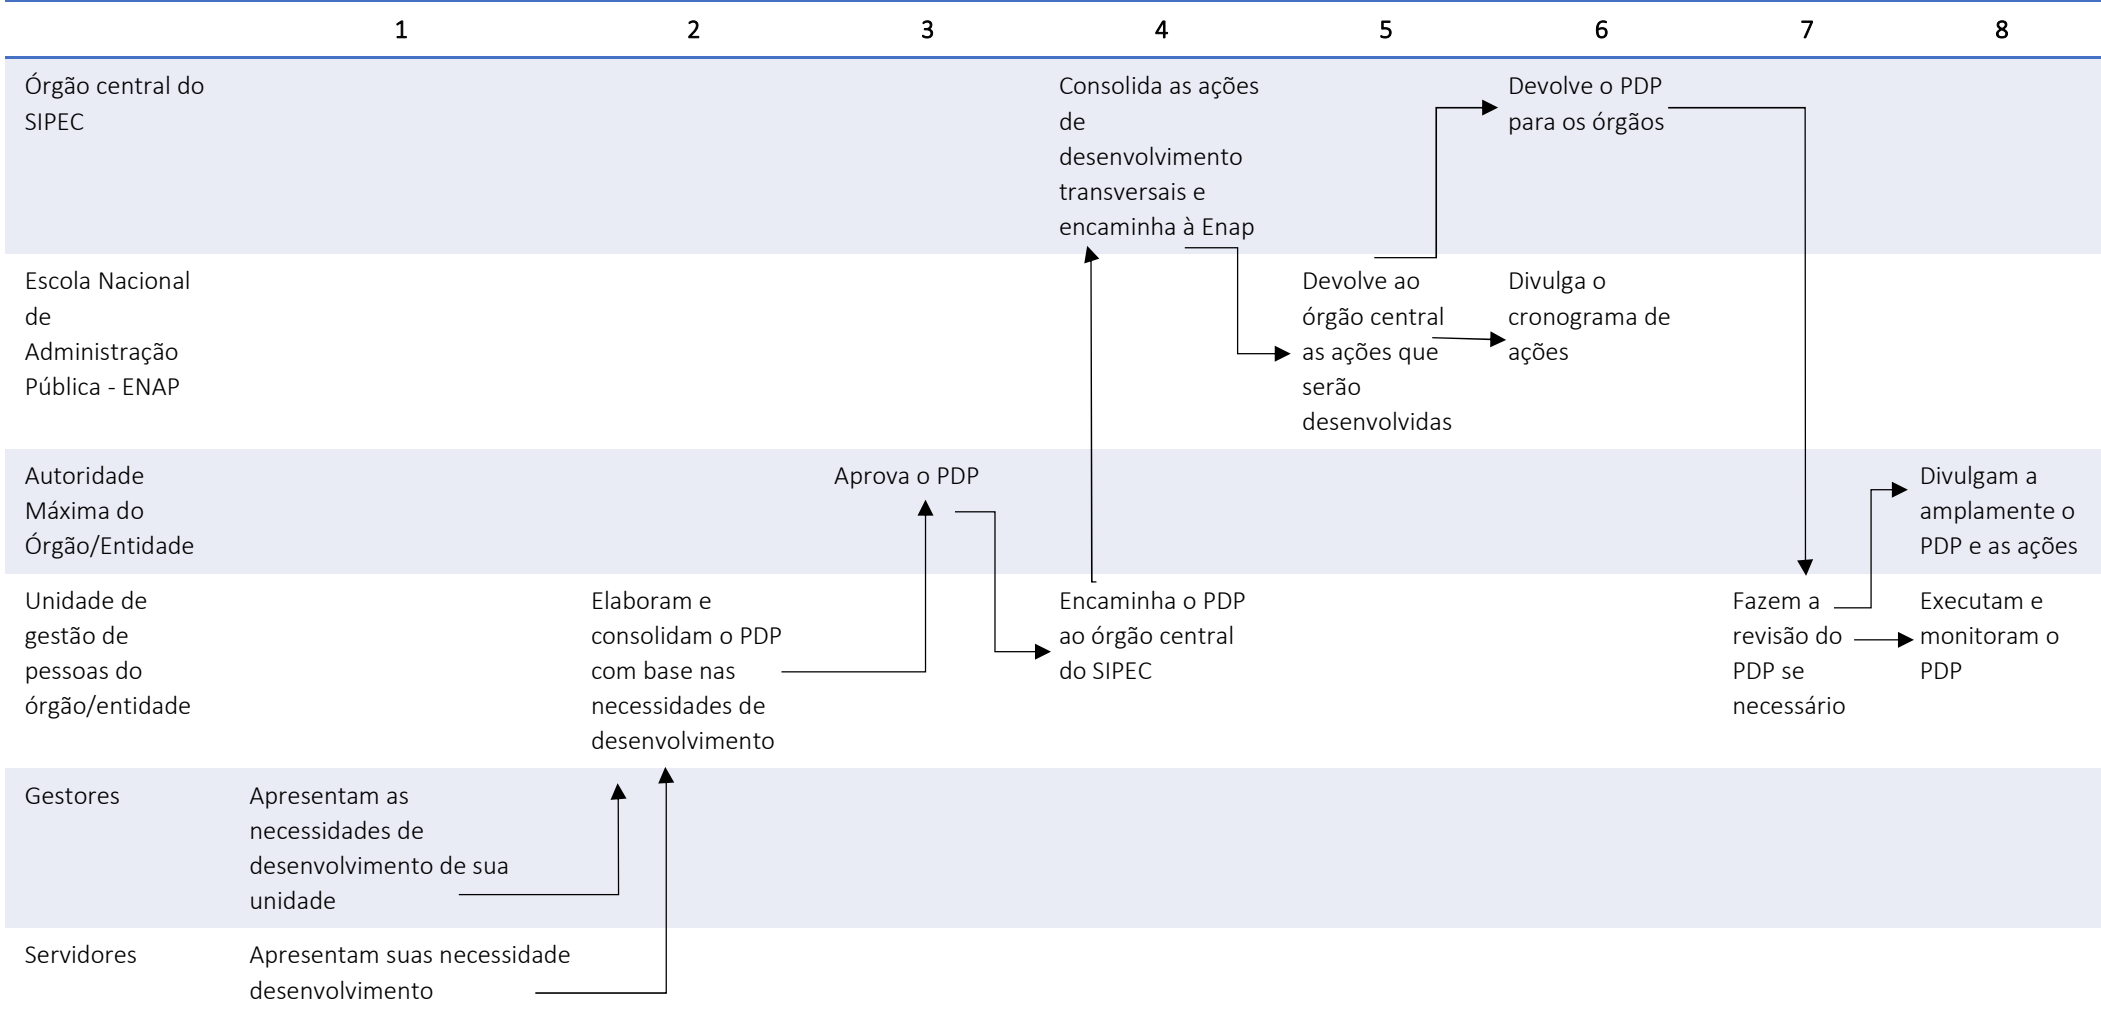 1 2 3 4 5 6 7 8
Órgão central do
SIPEC
Consolida as ações
de
desenvolvimento
transversais e
encaminha à Enap
Devolve o PDP
para os órgãos
Escola Nacional
de
Administração
Pública - ENAP
Devolve ao
órgão central
as ações que
serão
desenvolvidas
Divulga o
cronograma de
ações
Autoridade
Máxima do
Órgão/Entidade
Aprova o PDP
Divulgam a
amplamente o
PDP e as ações
Unidade de
gestão de
pessoas do
órgão/entidade
Elaboram e
consolidam o PDP
com base nas
necessidades de
desenvolvimento
Encaminha o PDP
ao órgão central
do SIPEC
Fazem a
revisão do
PDP se
necessário
Executam e
monitoram o
PDP
Gestores
Apresentam as
necessidades de
desenvolvimento de sua
unidade
Servidores
Apresentam suas necessidade
desenvolvimento